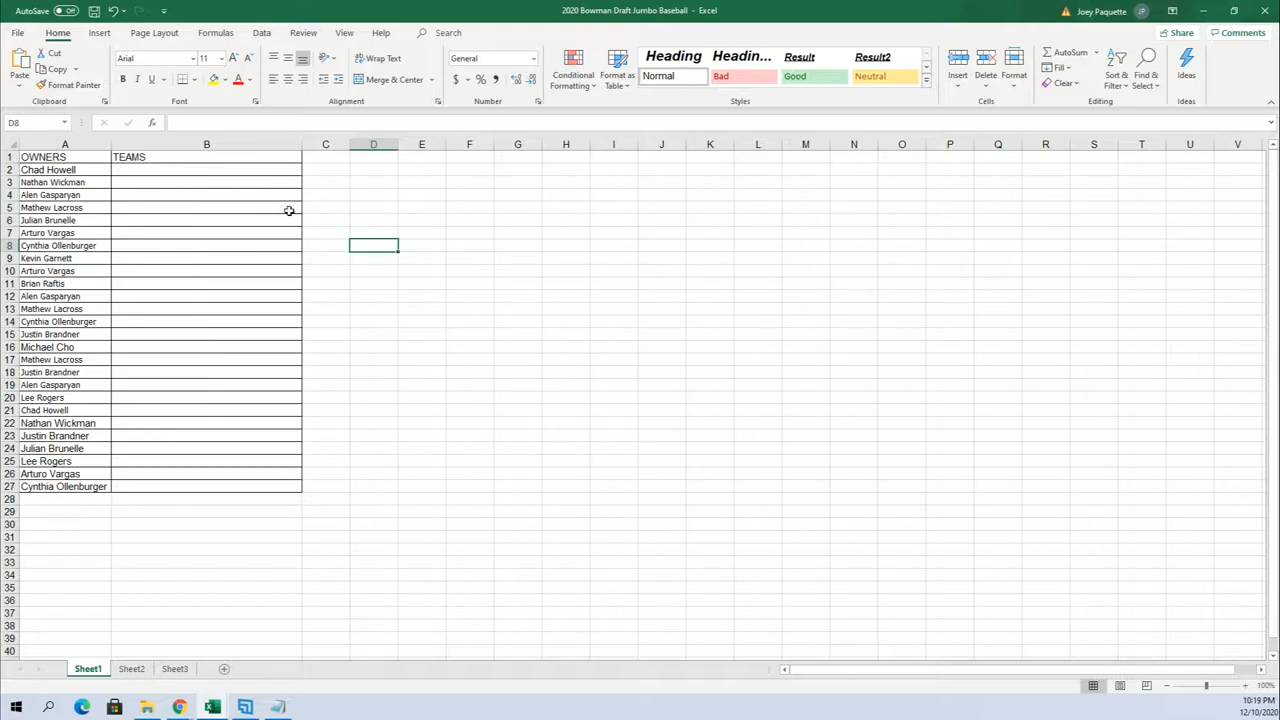 AutoSave Off 2020 Bowman Draft Jumbo Baseball - Excel Joey Paquette JP
File Home Insert Page Layout Formulas Data Review View Help Search Share Comments
Paste Cut Copy Format Painter Clipboard
Arial 11 B I U A A Font
Wrap Text Merge & Center Alignment
General $ % , Number
Conditional Formatting Format as Table
Heading Headin... Result Result2
Normal Bad Good Neutral
Styles
Insert Delete Format Cells
AutoSum Fill Clear Sort & Filter Find & Select Editing
Ideas Ideas
D8 fx
A B C D E F G H I J K L M N O P Q R S T U V
1 OWNERS TEAMS
2 Chad Howell
3 Nathan Wickman
4 Alen Gasparyan
5 Mathew Lacross
6 Julian Brunelle
7 Arturo Vargas
8 Cynthia Ollenburger
9 Kevin Garnett
10 Arturo Vargas
11 Brian Raftis
12 Alen Gasparyan
13 Mathew Lacross
14 Cynthia Ollenburger
15 Justin Brandner
16 Michael Cho
17 Mathew Lacross
18 Justin Brandner
19 Alen Gasparyan
20 Lee Rogers
21 Chad Howell
22 Nathan Wickman
23 Justin Brandner
24 Julian Brunelle
25 Lee Rogers
26 Arturo Vargas
27 Cynthia Ollenburger
28
29
30
31
32
33
34
35
36
37
38
39
40
Sheet1 Sheet2 Sheet3
100%
10:19 PM
12/10/2020